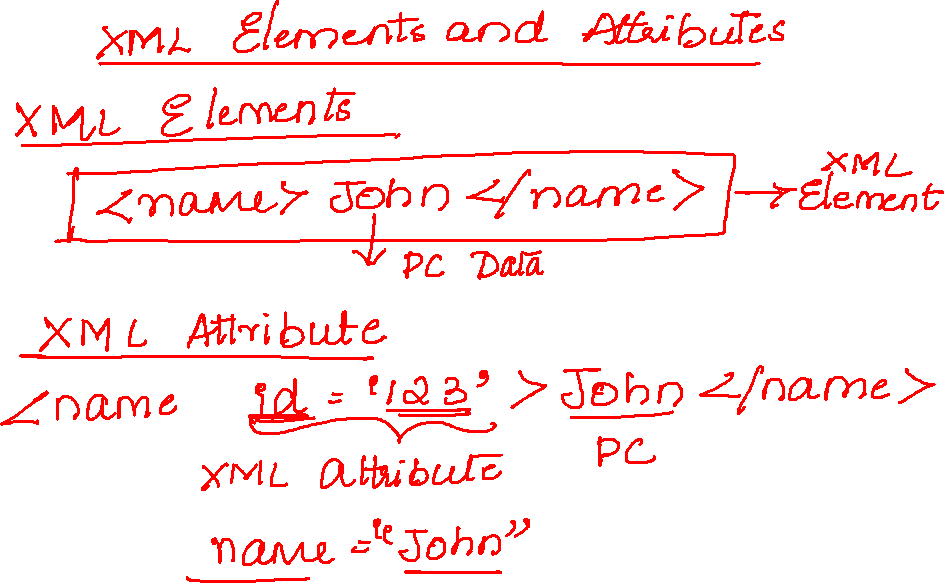 XML Elements and Attributes
XML Elements
<name> John </name> → XML Element
PC Data
XML Attribute
<name id = '123' > John </name>
XML attribute PC
name = "John"